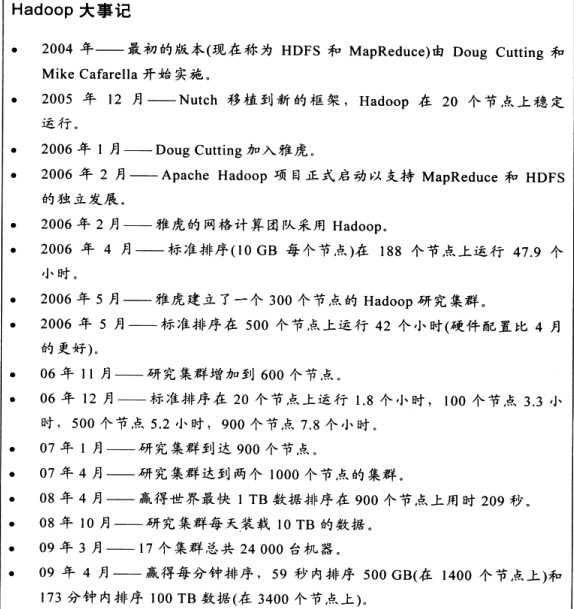 Hadoop 大事记
• 2004 年——最初的版本(现在称为 HDFS 和 MapReduce)由 Doug Cutting 和
Mike Cafarella 开始实施。
• 2005 年 12 月——Nutch 移植到新的框架，Hadoop 在 20 个节点上稳定
运行。
• 2006 年 1 月——Doug Cutting 加入雅虎。
• 2006 年 2 月——Apache Hadoop 项目正式启动以支持 MapReduce 和 HDFS
的独立发展。
• 2006 年 2 月——雅虎的网格计算团队采用 Hadoop。
• 2006 年 4 月——标准排序(10 GB 每个节点)在 188 个节点上运行 47.9 个
小时。
• 2006 年 5 月——雅虎建立了一个 300 个节点的 Hadoop 研究集群。
• 2006 年 5 月——标准排序在 500 个节点上运行 42 个小时(硬件配置比 4 月
的更好)。
• 06 年 11 月——研究集群增加到 600 个节点。
• 06 年 12 月——标准排序在 20 个节点上运行 1.8 个小时，100 个节点 3.3 小
时，500 个节点 5.2 小时，900 个节点 7.8 个小时。
• 07 年 1 月——研究集群到达 900 个节点。
• 07 年 4 月——研究集群达到两个 1000 个节点的集群。
• 08 年 4 月——赢得世界最快 1 TB 数据排序在 900 个节点上用时 209 秒。
• 08 年 10 月——研究集群每天装载 10 TB 的数据。
• 09 年 3 月——17 个集群总共 24 000 台机器。
• 09 年 4 月——赢得每分钟排序，59 秒内排序 500 GB(在 1400 个节点上)和
173 分钟内排序 100 TB 数据(在 3400 个节点上)。